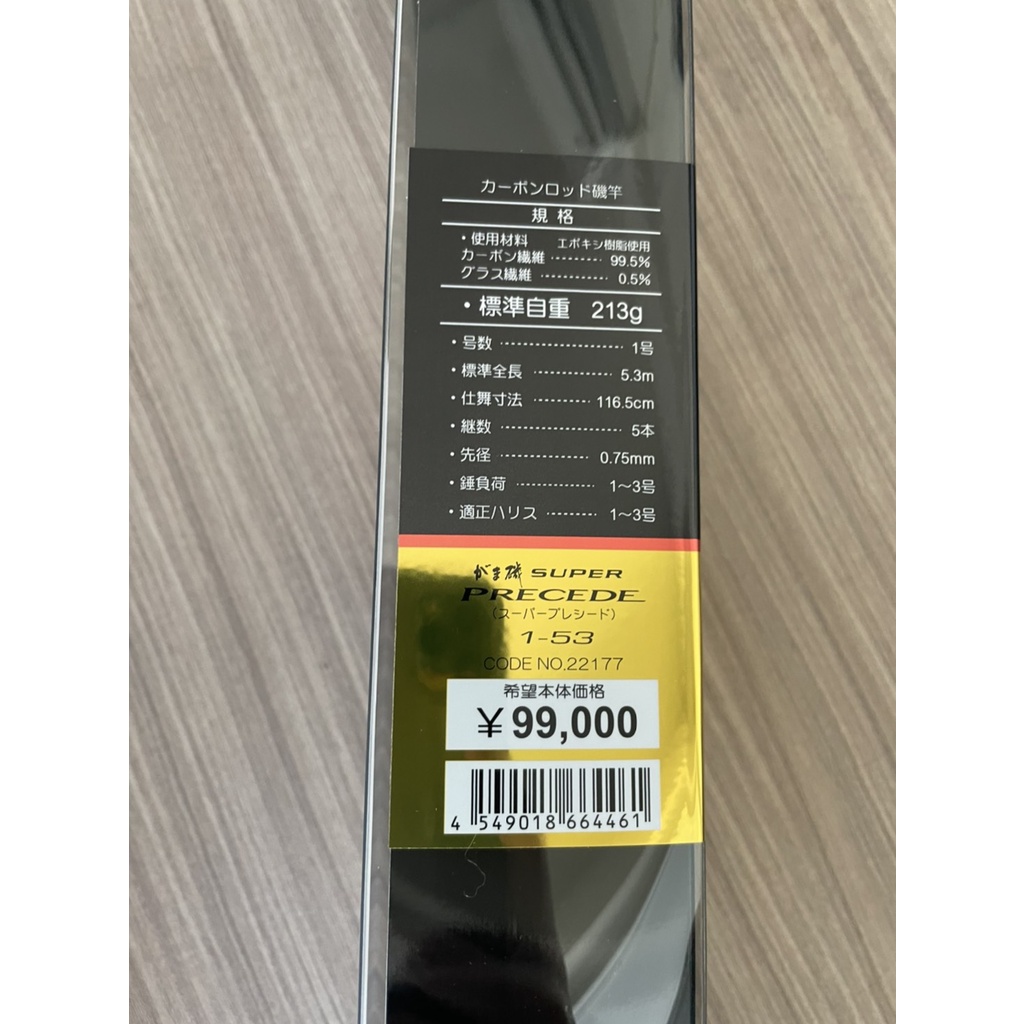 カーボンロッド磯竿
規格
・使用材料 エポキシ樹脂使用
カーボン繊維 ・・・・・・・・ 99.5%
グラス繊維 ・・・・・・・・・・ 0.5%
・標準自重 213g
・号数 ・・・・・・・・・・・・・・・・ 1号
・標準全長 ・・・・・・・・・・ 5.3m
・仕舞寸法 ・・・・・・・・ 116.5cm
・継数 ・・・・・・・・・・・・・・・・ 5本
・先径 ・・・・・・・・・・・・ 0.75mm
・錘負荷 ・・・・・・・・・・ 1～3号
・適正ハリス ・・・・・・・ 1～3号
がま磯 SUPER
PRECEDE
（スーパープレシード）
1-53
CODE NO.22177
希望本体価格
￥99,000
4 549018 664461